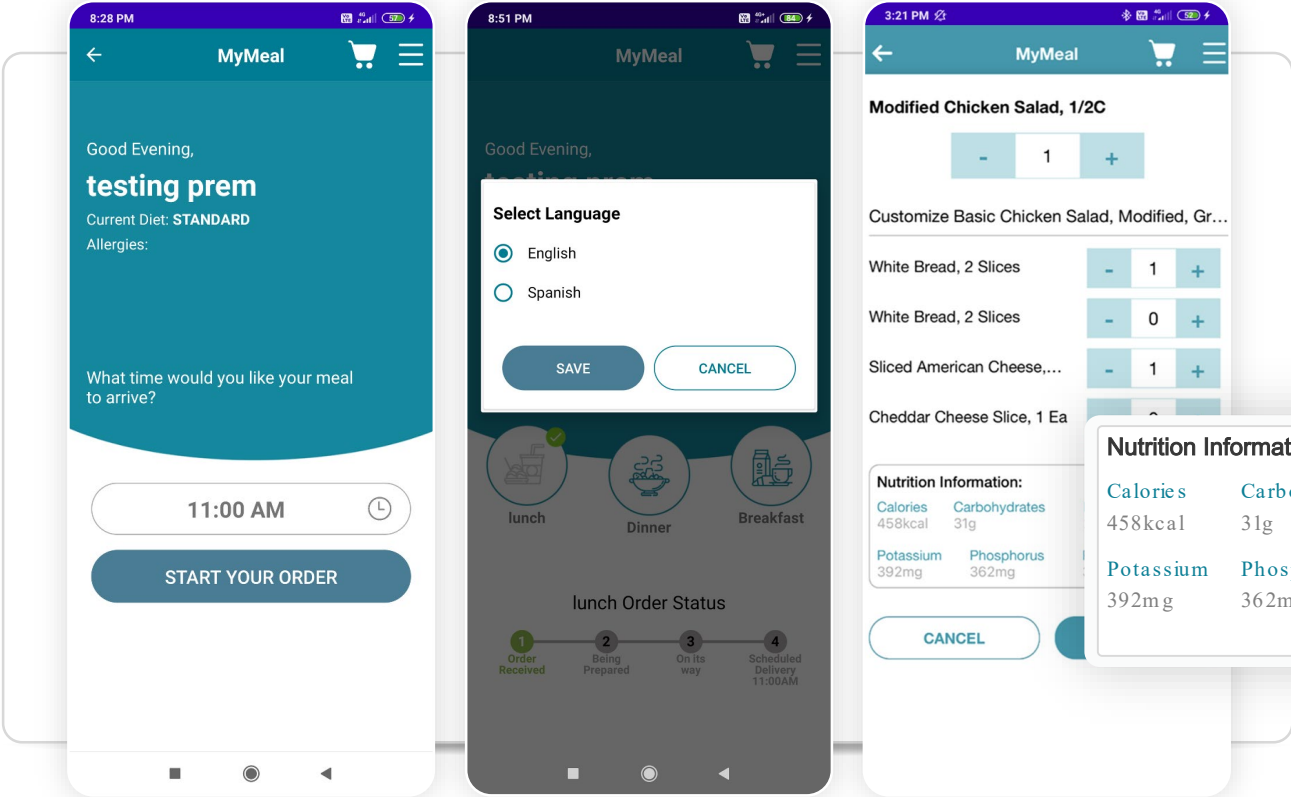 8:28 PM
57
MyMeal
Good Evening,
testing prem
Current Diet: STANDARD
Allergies:
What time would you like your meal
to arrive?
11:00 AM
START YOUR ORDER
8:51 PM
84
MyMeal
Good Evening,
Select Language
English
Spanish
SAVE
CANCEL
lunch
Dinner
Breakfast
lunch Order Status
1
2
3
4
Order
Received
Being
Prepared
On its
way
Scheduled
Delivery
11:00AM
3:21 PM
52
MyMeal
Modified Chicken Salad, 1/2C
- 1 +
Customize Basic Chicken Salad, Modified, Gr...
White Bread, 2 Slices - 1 +
White Bread, 2 Slices - 0 +
Sliced American Cheese,... - 1 +
Cheddar Cheese Slice, 1 Ea
Nutrition Information:
Calories Carbohydrates
458kcal 31g
Potassium Phosphorus
392mg 362mg
CANCEL
Nutrition Informat
Calories Carb
458kcal 31g
Potassium Phos
392mg 362m